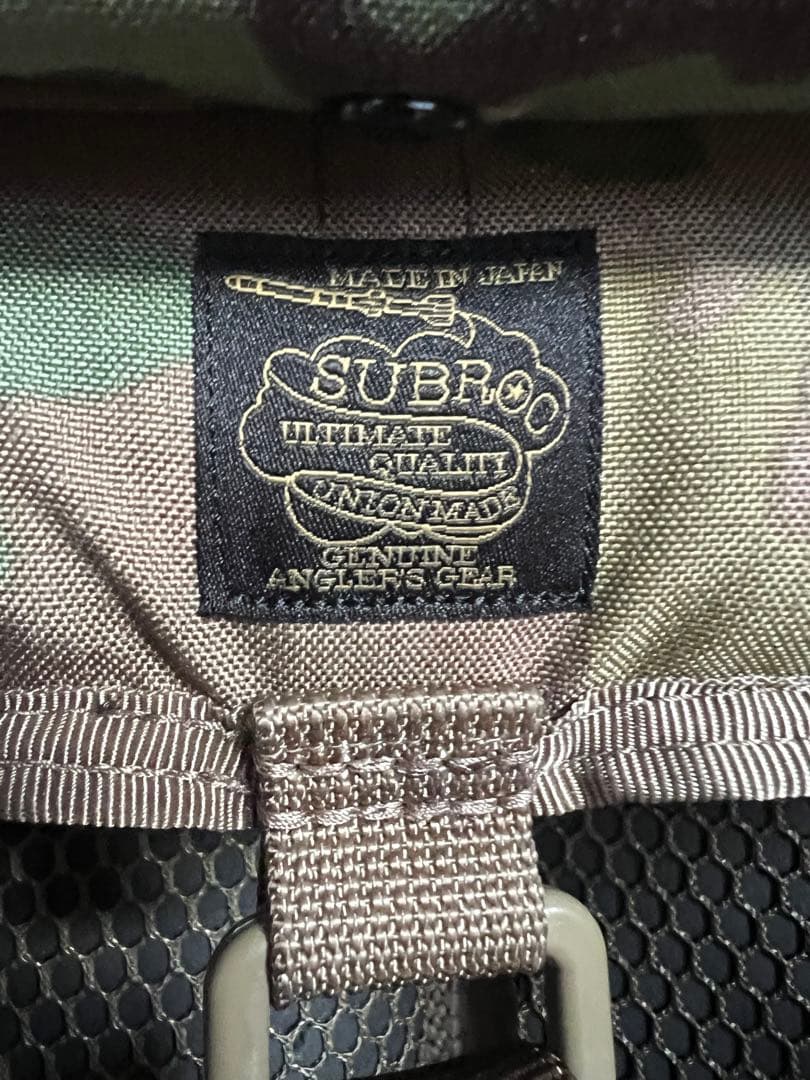 MADE IN JAPAN
SUBROC
ULTIMATE
QUALITY
UNION MADE
GENUINE
ANGLER'S GEAR